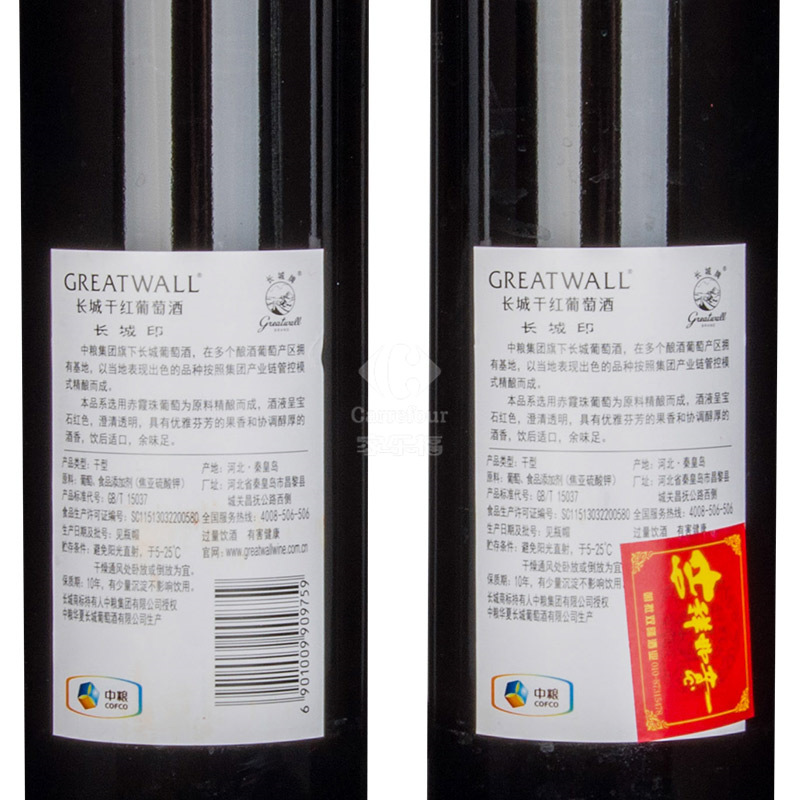 GREATWALL®
长城干红葡萄酒
长城印
长城牌®
Greatwall
BRAND
中粮集团旗下长城葡萄酒，在多个酿酒葡萄产区拥
有基地，以当地表现出色的品种按照集团产业链管控模
式精酿而成。
本品系选用赤霞珠葡萄为原料精酿而成，酒液呈宝
石红色，澄清透明，具有优雅芬芳的果香和协调醇厚的
酒香，饮后适口，余味足。
产品类型：干型
原料：葡萄、食品添加剂（焦亚硫酸钾）
产品标准代号：GB/T 15037
食品生产许可证编号：SC11513032200580
生产日期及批号：见瓶帽
贮存条件：避免阳光直射，于5-25℃
干燥通风处卧放或倒放为宜。
保质期：10年，有少量沉淀不影响饮用。
长城商标持有人中粮集团有限公司授权
中粮华夏长城葡萄酒有限公司生产
产地：河北·秦皇岛
厂址：河北省秦皇岛市昌黎县
城关昌抚公路西侧
全国服务热线：4008-506-506
过量饮酒 有害健康
官网：www.greatwallwine.com.cn
6901009909759
中粮
COFCO
Carrefour
家乐福
GREATWALL®
长城干红葡萄酒
长城印
长城牌®
Greatwall
BRAND
中粮集团旗下长城葡萄酒，在多个酿酒葡萄产区拥
有基地，以当地表现出色的品种按照集团产业链管控模
式精酿而成。
本品系选用赤霞珠葡萄为原料精酿而成，酒液呈宝
石红色，澄清透明，具有优雅芬芳的果香和协调醇厚的
酒香，饮后适口，余味足。
产品类型：干型
原料：葡萄、食品添加剂（焦亚硫酸钾）
产品标准代号：GB/T 15037
食品生产许可证编号：SC11513032200580
生产日期及批号：见瓶帽
贮存条件：避免阳光直射，于5-25℃
干燥通风处卧放或倒放为宜。
保质期：10年，有少量沉淀不影响饮用。
长城商标持有人中粮集团有限公司授权
中粮华夏长城葡萄酒有限公司生产
产地：河北·秦皇岛
厂址：河北省秦皇岛市昌黎县
城关昌抚公路西侧
全国服务热线：4008-506-506
过量饮酒 有害健康
中粮
COFCO